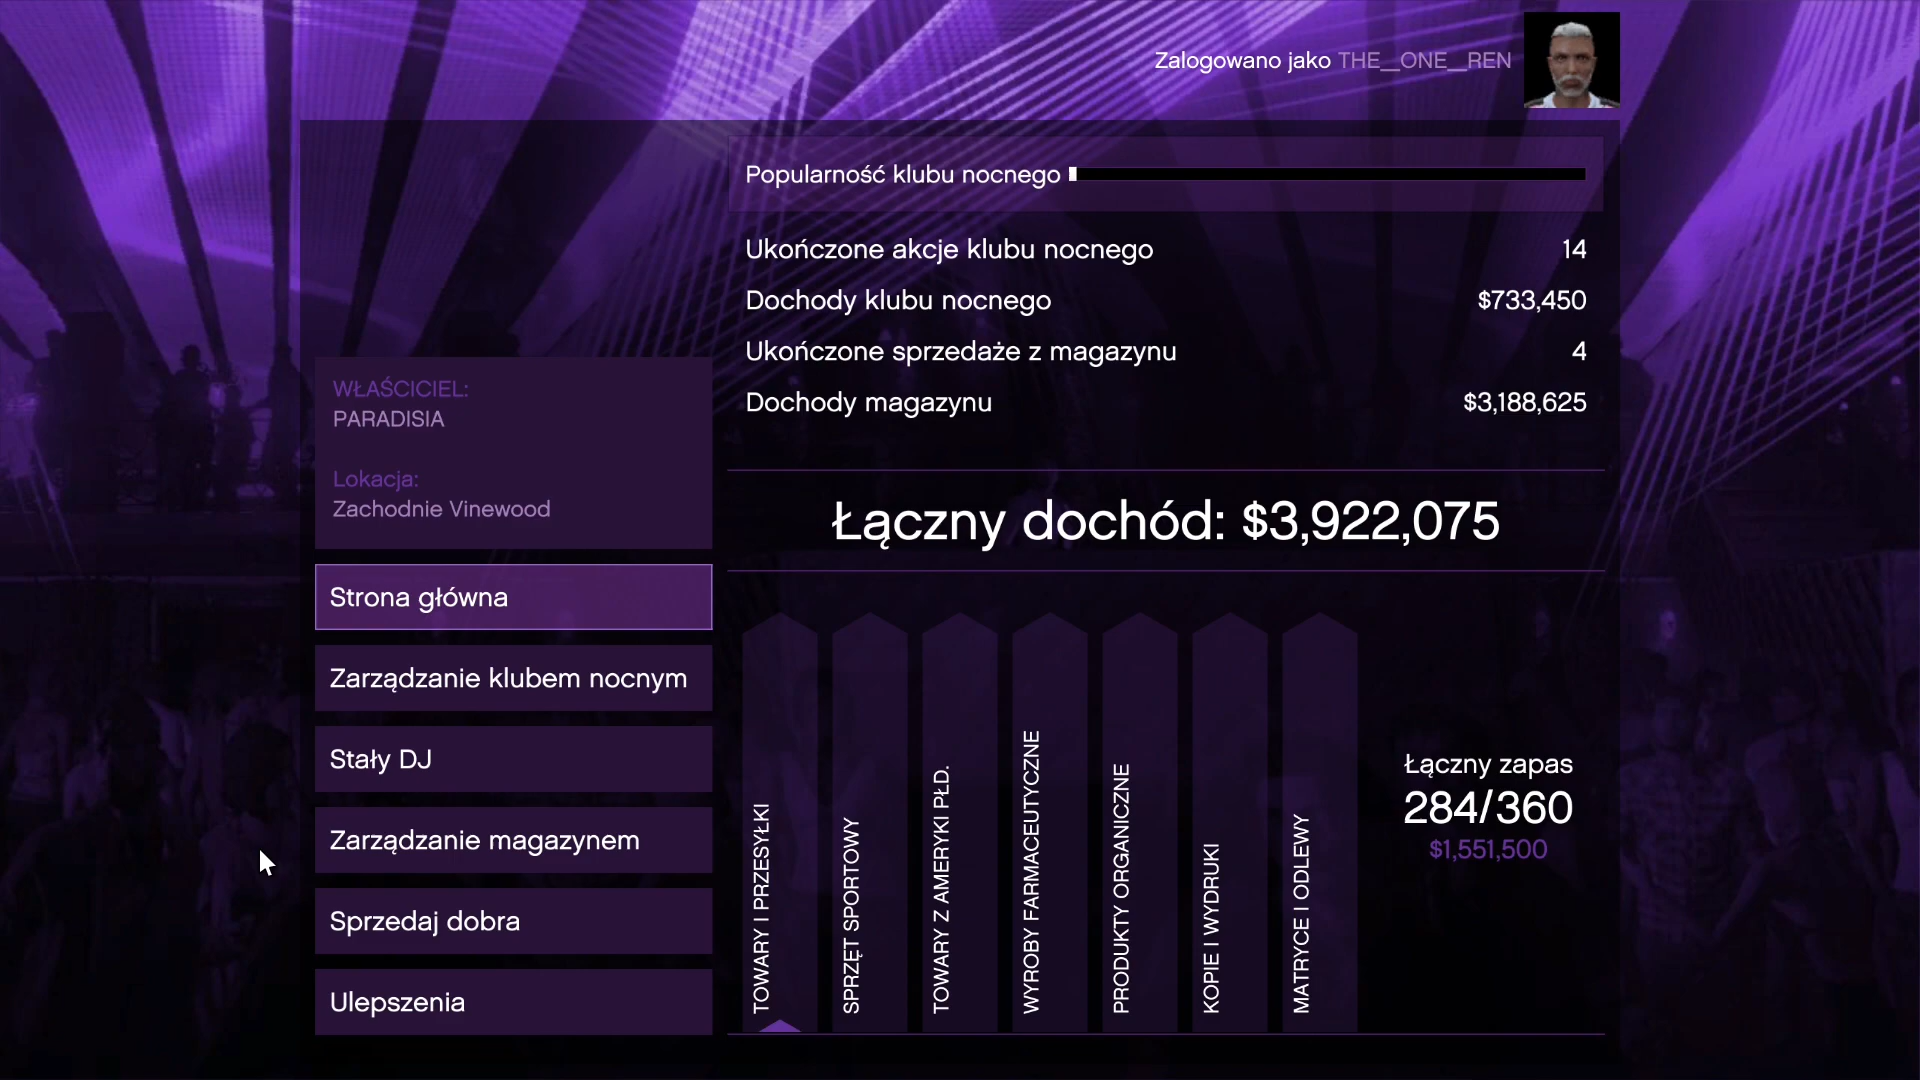 Zalogowano jako THE__ONE__REN
Popularność klubu nocnego
Ukończone akcje klubu nocnego 14
Dochody klubu nocnego $733,450
Ukończone sprzedaże z magazynu 4
Dochody magazynu $3,188,625
Łączny dochód: $3,922,075
WŁAŚCICIEL:
PARADISIA
Lokacja:
Zachodnie Vinewood
Strona główna
Zarządzanie klubem nocnym
Stały DJ
Zarządzanie magazynem
Sprzedaj dobra
Ulepszenia
TOWARY I PRZESYŁKI
SPRZĘT SPORTOWY
TOWARY Z AMERYKI PŁD.
WYROBY FARMACEUTYCZNE
PRODUKTY ORGANICZNE
KOPIE I WYDRUKI
MATRYCE I ODLEWY
Łączny zapas
284/360
$1,551,500